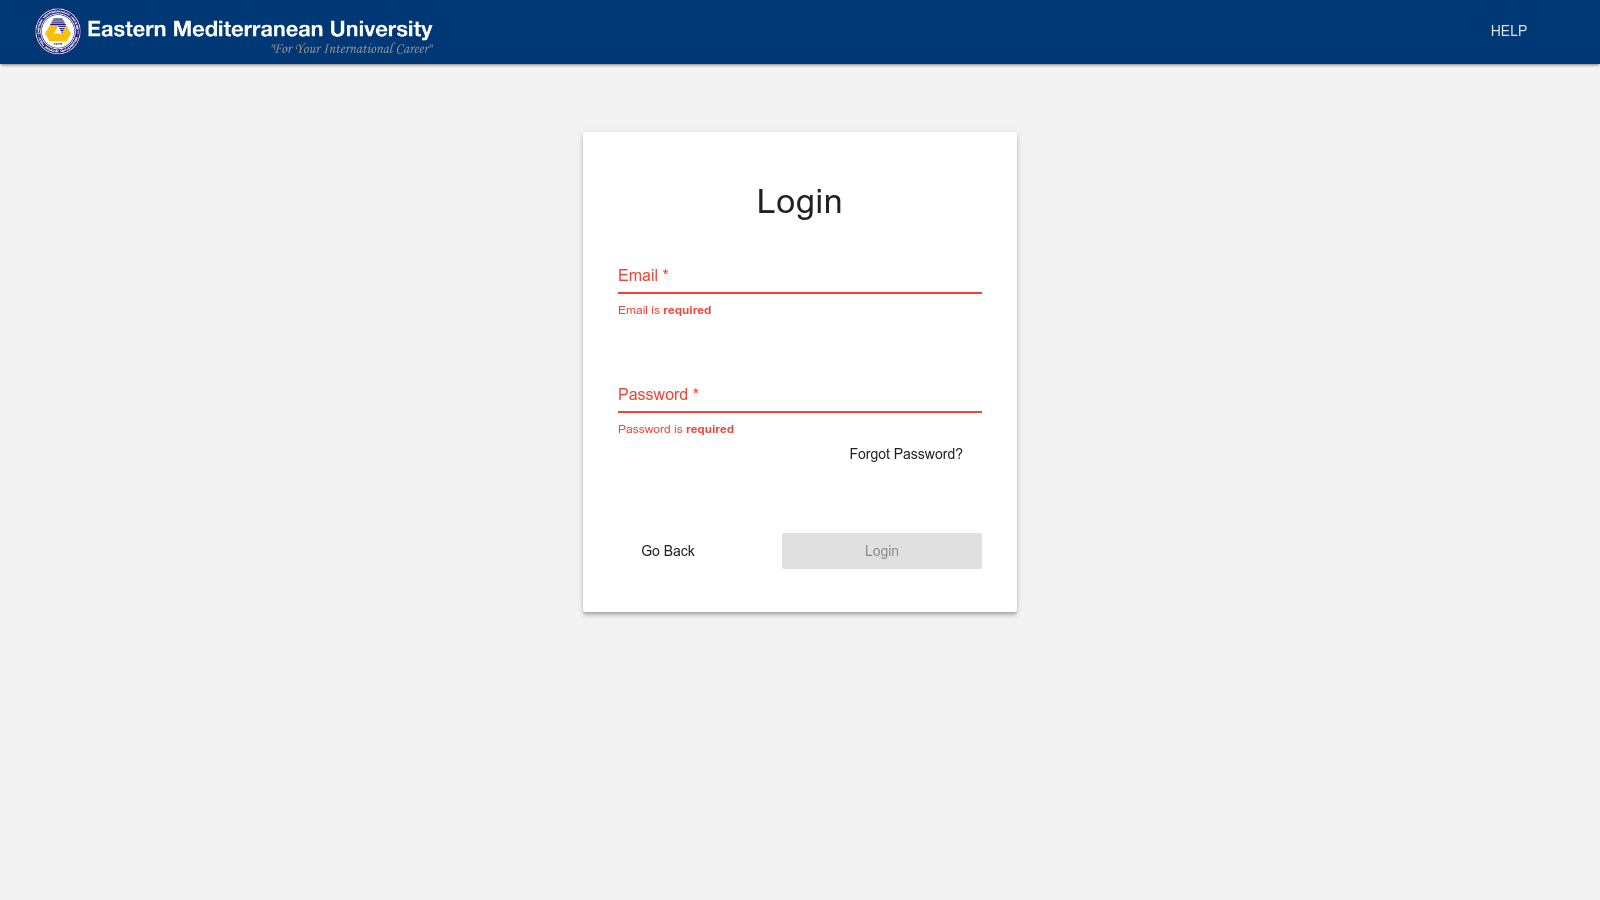 Eastern Mediterranean University
"For Your International Career"
HELP
Login
Email *
Email is required
Password *
Password is required
Forgot Password?
Go Back
Login